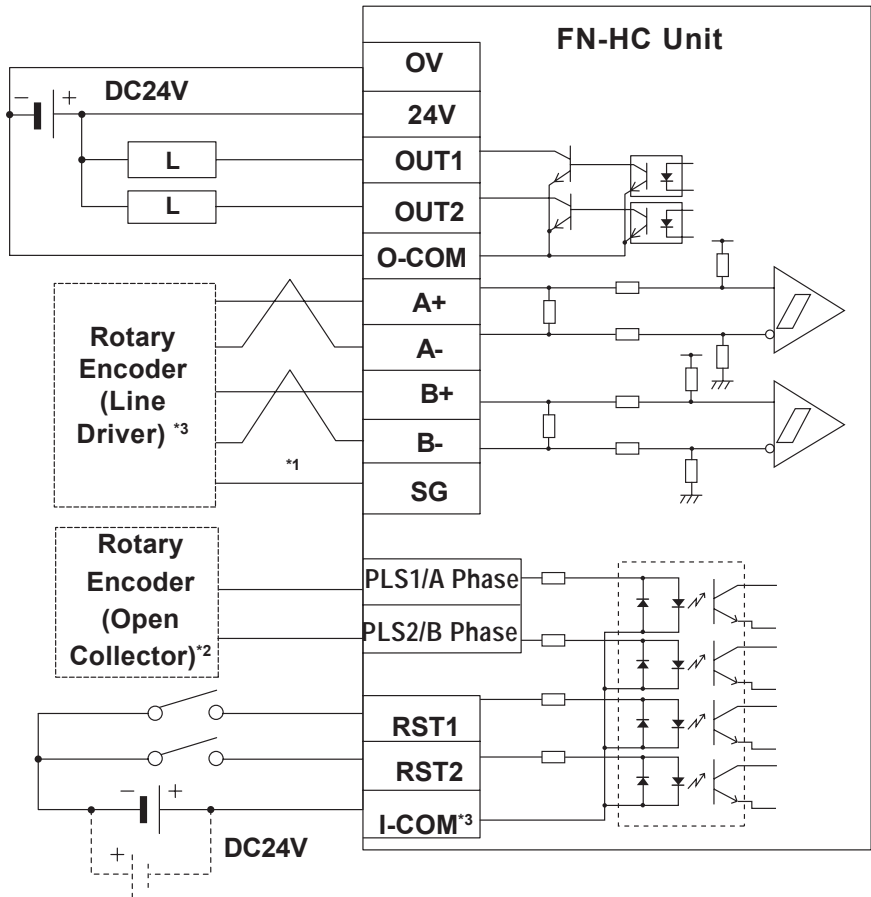 FN-HC Unit
OV
DC24V
− +
24V
L
OUT1
L
OUT2
O-COM
A+
Rotary
Encoder
(Line
Driver) *3
A-
B+
B-
*1
SG
Rotary
Encoder
(Open
Collector)*2
PLS1/A Phase
PLS2/B Phase
RST1
RST2
− +
I-COM*3
DC24V
+